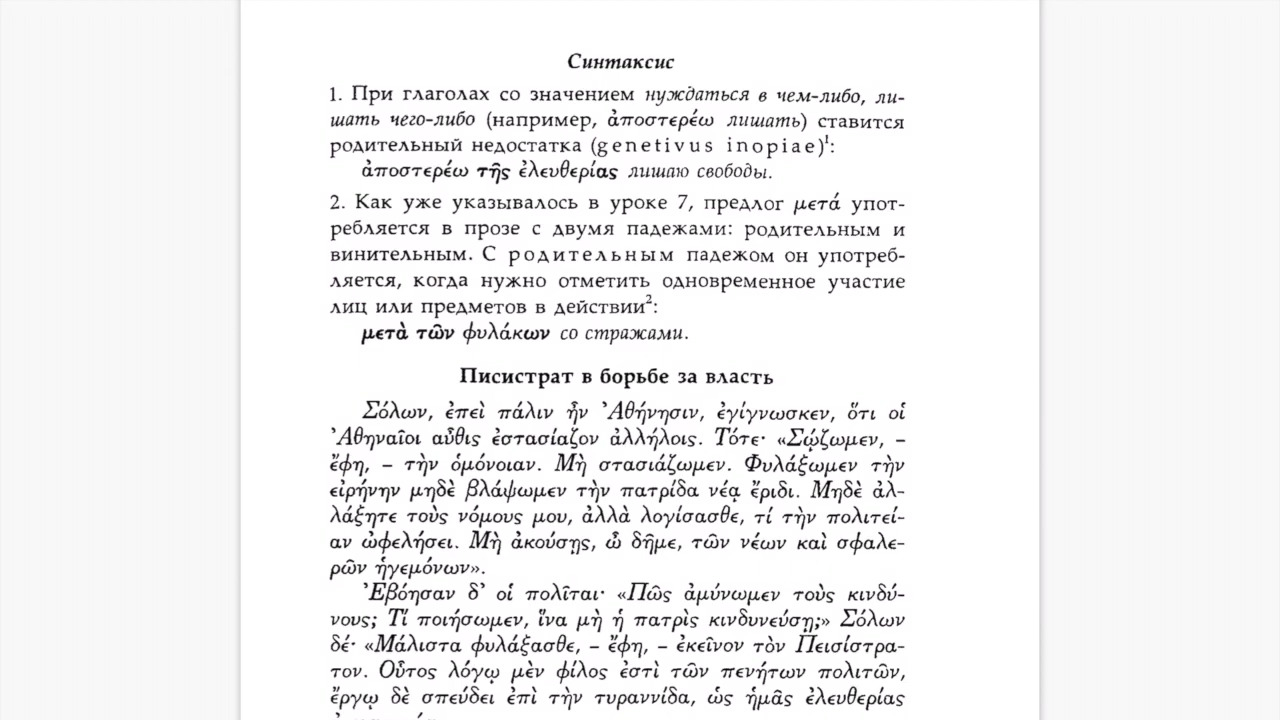 Синтаксис
1. При глаголах со значением нуждаться в чем-либо, ли-
шать чего-либо (например, ἀποστερέω лишать) ставится
родительный недостатка (genetivus inopiae)¹:
ἀποστερέω τῆς ἐλευθερίας лишаю свободы.
2. Как уже указывалось в уроке 7, предлог μετά упот-
ребляется в прозе с двумя падежами: родительным и
винительным. С родительным падежом он употреб-
ляется, когда нужно отметить одновременное участие
лиц или предметов в действии²:
μετὰ τῶν φυλάκων со стражами.
Писистрат в борьбе за власть
Σόλων, ἐπεὶ πάλιν ἦν Ἀθήνησιν, ἐγίγνωσκεν, ὅτι οἱ
Ἀθηναῖοι αὖθις ἐστασίαζον ἀλλήλοις. Τότε· «Σῴζωμεν, –
ἔφη, – τὴν ὁμόνοιαν. Μὴ στασιάζωμεν. Φυλάξωμεν τὴν
εἰρήνην μηδὲ βλάψωμεν τὴν πατρίδα νέᾳ ἔριδι. Μηδὲ ἀλ-
λάξητε τοὺς νόμους μου, ἀλλὰ λογίσασθε, τί τὴν πολιτεί-
αν ὠφελήσει. Μὴ ἀκούσῃς, ὦ δῆμε, τῶν νέων καὶ σφαλε-
ρῶν ἡγεμόνων».
Ἐβόησαν δ' οἱ πολῖται· «Πῶς ἀμύνωμεν τοὺς κινδύ-
νους; Τί ποιήσωμεν, ἵνα μὴ ἡ πατρὶς κινδυνεύσῃ;» Σόλων
δέ· «Μάλιστα φυλάξασθε, – ἔφη, – ἐκεῖνον τὸν Πεισίστρα-
τον. Οὗτος λόγῳ μὲν φίλος ἐστὶ τῶν πενήτων πολιτῶν,
ἔργῳ δὲ σπεύδει ἐπὶ τὴν τυραννίδα, ὡς ἡμᾶς ἐλευθερίας